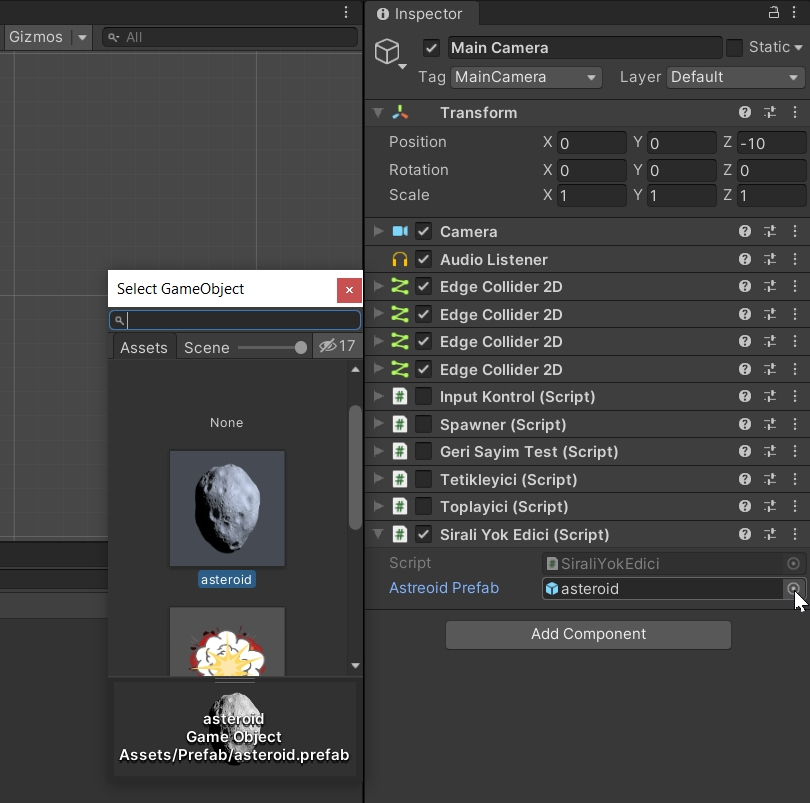 Gizmos All
Inspector
Main Camera Static
Tag MainCamera Layer Default
Transform
Position X 0 Y 0 Z -10
Rotation X 0 Y 0 Z 0
Scale X 1 Y 1 Z 1
Camera
Audio Listener
Edge Collider 2D
Edge Collider 2D
Edge Collider 2D
Edge Collider 2D
Input Kontrol (Script)
Spawner (Script)
Geri Sayim Test (Script)
Tetikleyici (Script)
Toplayici (Script)
Sirali Yok Edici (Script)
Script SiraliYokEdici
Astreoid Prefab asteroid
Add Component
Select GameObject
Assets Scene 17
None
asteroid
asteroid
Game Object
Assets/Prefab/asteroid.prefab